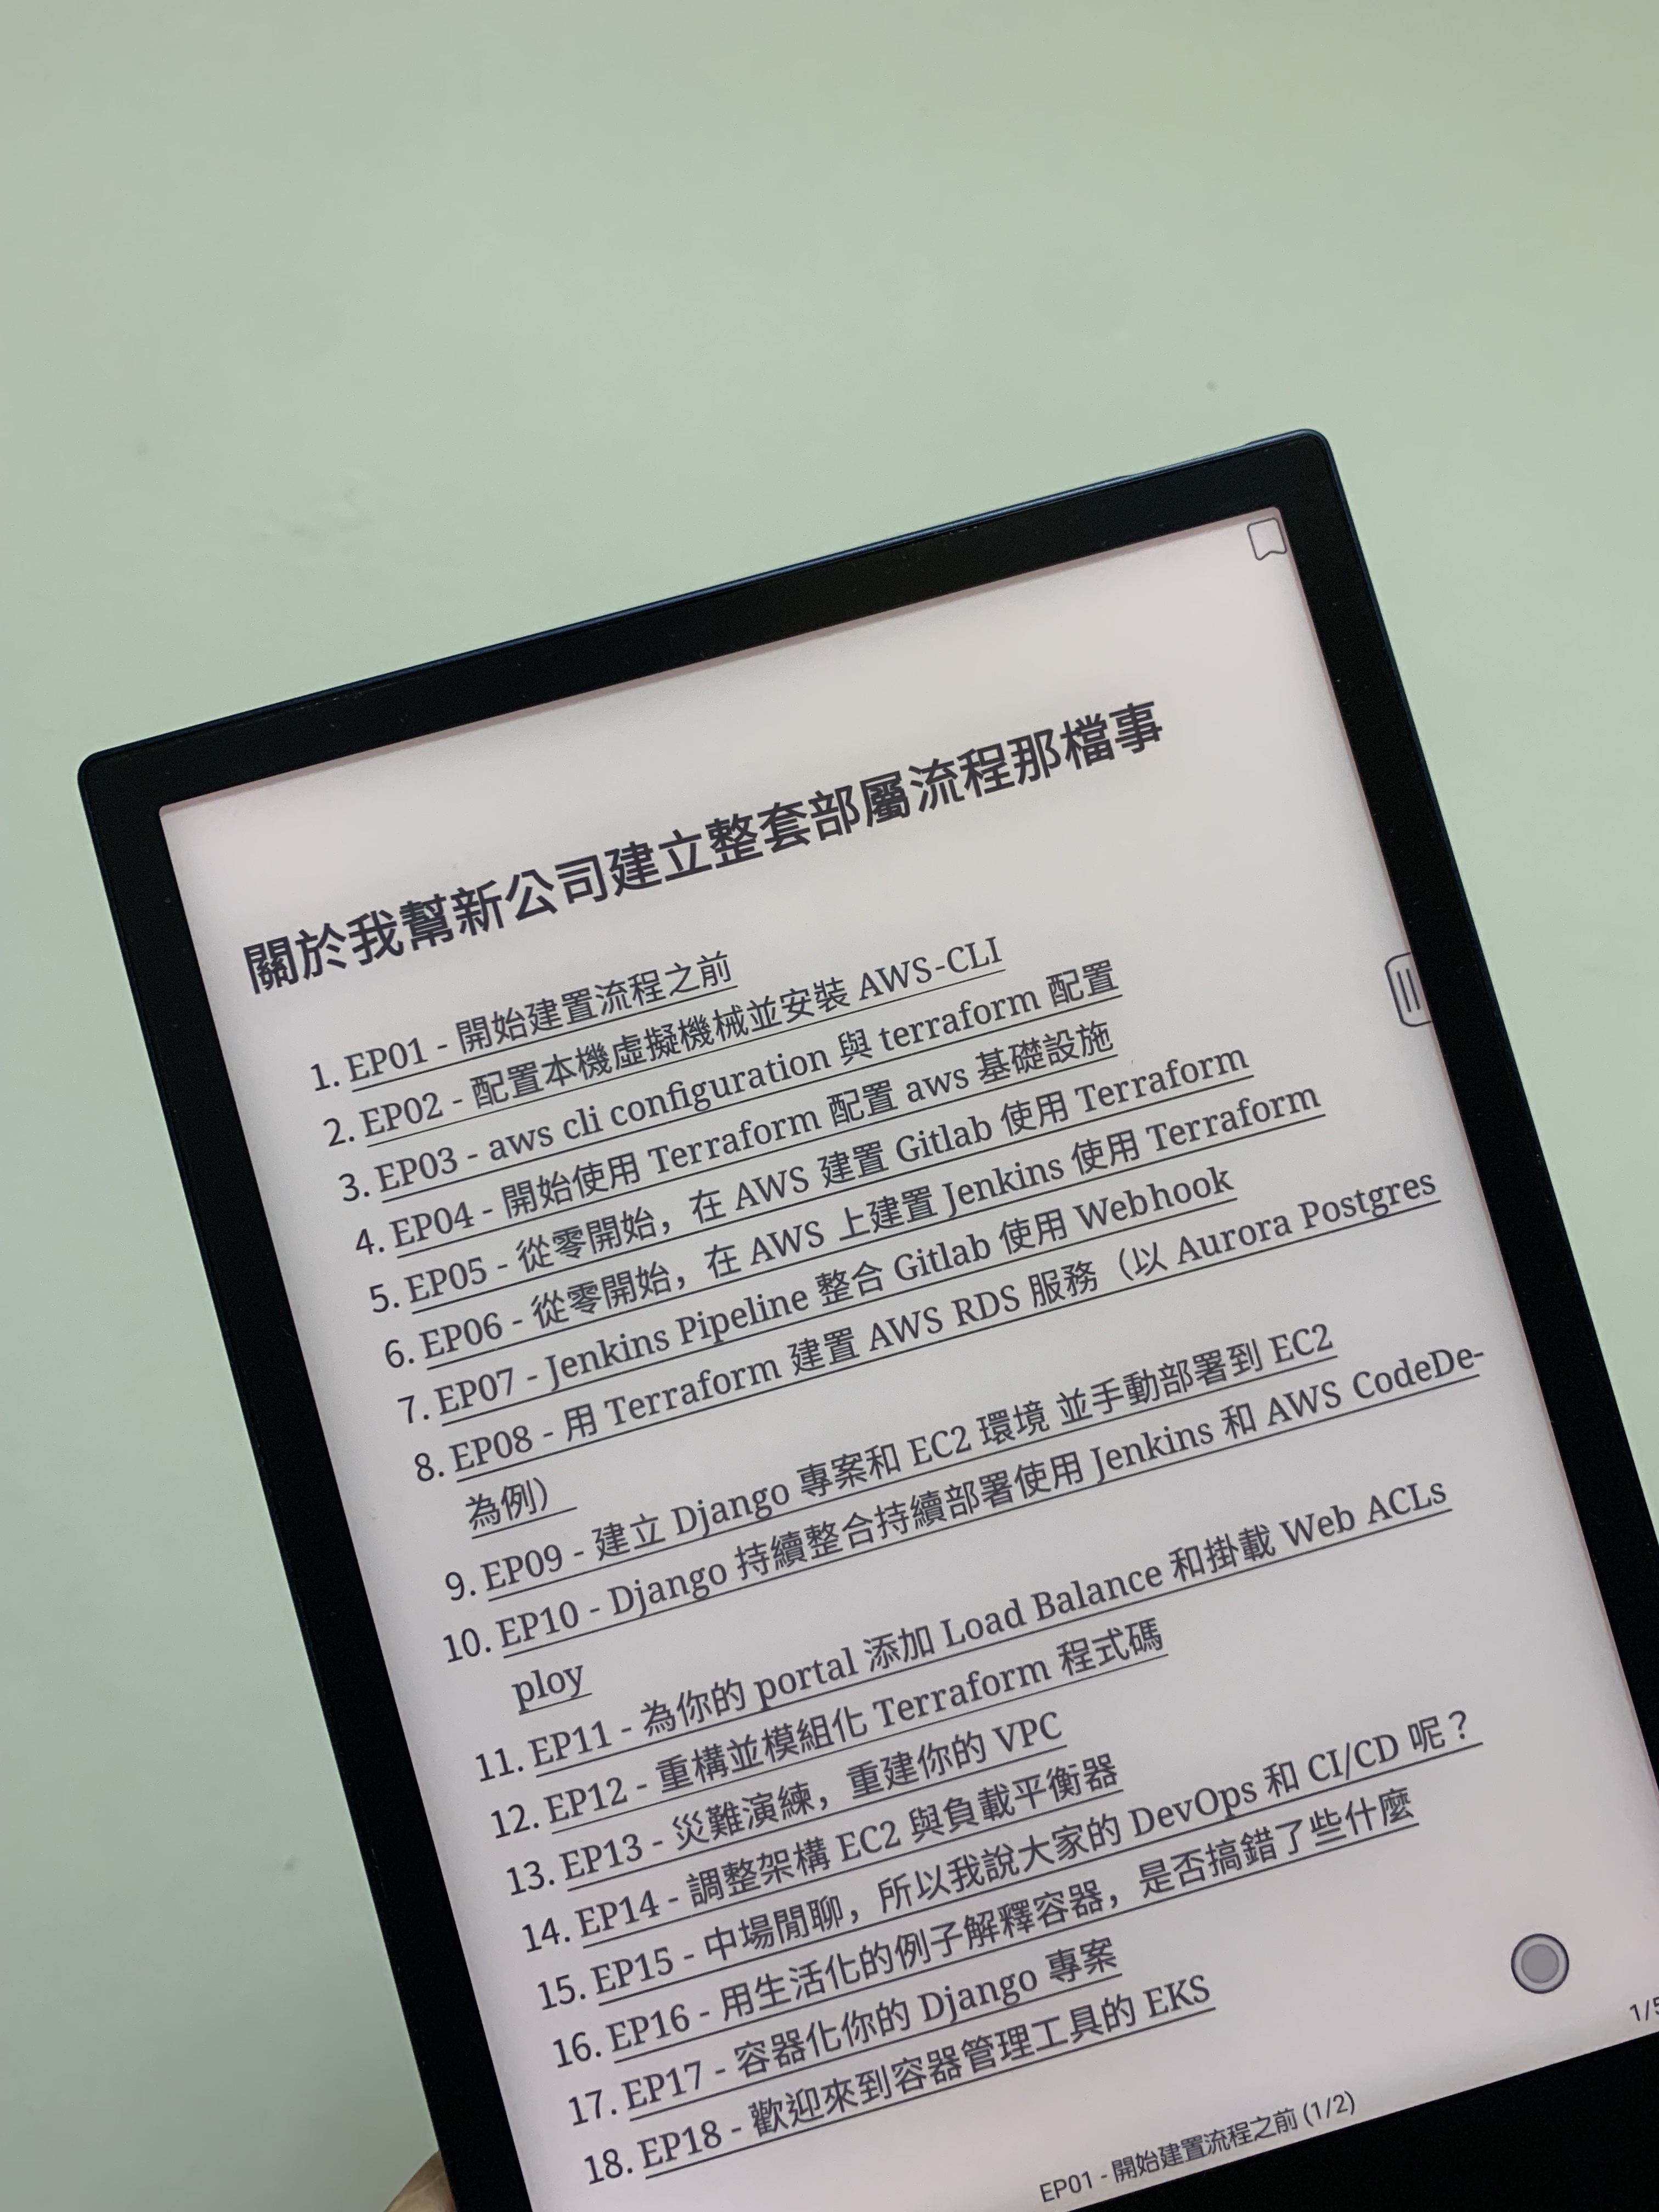 關於我幫新公司建立整套部屬流程那檔事
1. EP01 - 開始建置流程之前
2. EP02 - 配置本機虛擬機械並安裝 AWS-CLI
3. EP03 - aws cli configuration 與 terraform 配置
4. EP04 - 開始使用 Terraform 配置 aws 基礎設施
5. EP05 - 從零開始，在 AWS 建置 Gitlab 使用 Terraform
6. EP06 - 從零開始，在 AWS 上建置 Jenkins 使用 Terraform
7. EP07 - Jenkins Pipeline 整合 Gitlab 使用 Webhook
8. EP08 - 用 Terraform 建置 AWS RDS 服務（以 Aurora Postgres
為例）
9. EP09 - 建立 Django 專案和 EC2 環境 並手動部署到 EC2
10. EP10 - Django 持續整合持續部署使用 Jenkins 和 AWS CodeDe-
ploy
11. EP11 - 為你的 portal 添加 Load Balance 和掛載 Web ACLs
12. EP12 - 重構並模組化 Terraform 程式碼
13. EP13 - 災難演練，重建你的 VPC
14. EP14 - 調整架構 EC2 與負載平衡器
15. EP15 - 中場閒聊，所以我說大家的 DevOps 和 CI/CD 呢？
16. EP16 - 用生活化的例子解釋容器，是否搞錯了些什麼
17. EP17 - 容器化你的 Django 專案
18. EP18 - 歡迎來到容器管理工具的 EKS
EP01 - 開始建置流程之前 (1/2)